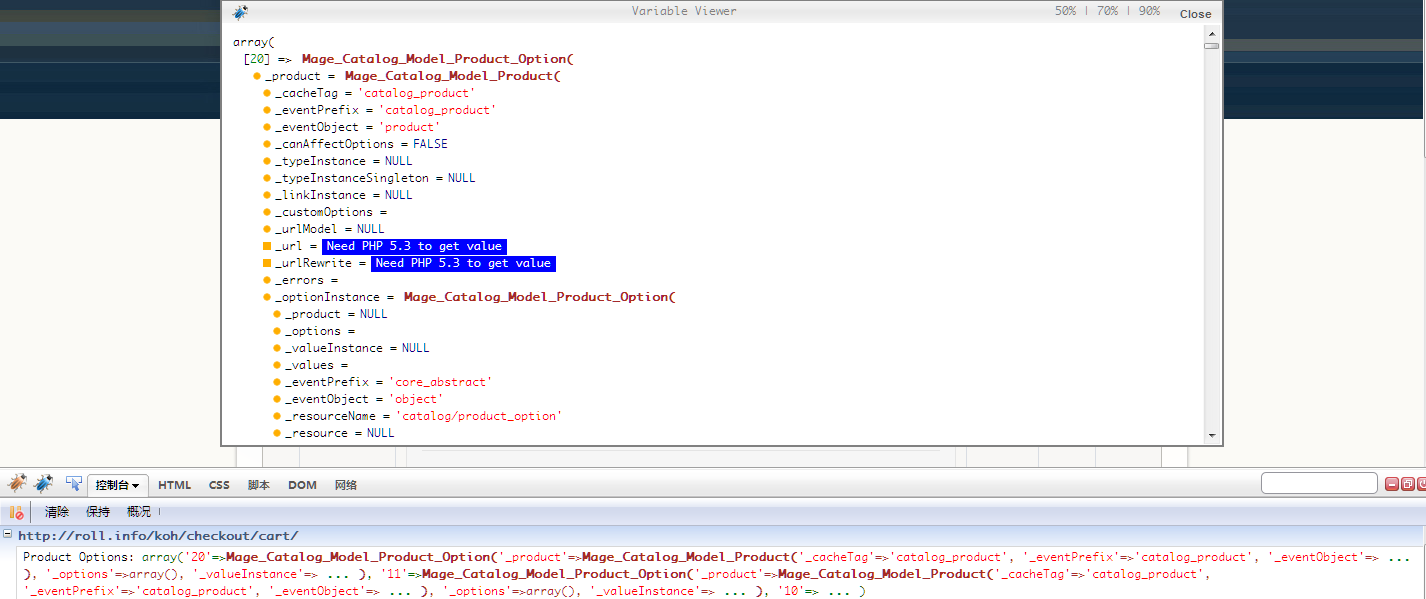 Variable Viewer
50% | 70% | 90% Close
array(
[20] => Mage_Catalog_Model_Product_Option(
_product = Mage_Catalog_Model_Product(
_cacheTag = 'catalog_product'
_eventPrefix = 'catalog_product'
_eventObject = 'product'
_canAffectOptions = FALSE
_typeInstance = NULL
_typeInstanceSingleton = NULL
_linkInstance = NULL
_customOptions =
_urlModel = NULL
_url = Need PHP 5.3 to get value
_urlRewrite = Need PHP 5.3 to get value
_errors =
_optionInstance = Mage_Catalog_Model_Product_Option(
_product = NULL
_options =
_valueInstance = NULL
_values =
_eventPrefix = 'core_abstract'
_eventObject = 'object'
_resourceName = 'catalog/product_option'
_resource = NULL
控制台 HTML CSS 脚本 DOM 网络
清除 保持 概况
http://roll.info/koh/checkout/cart/
Product Options: array('20'=>Mage_Catalog_Model_Product_Option('_product'=>Mage_Catalog_Model_Product('_cacheTag'=>'catalog_product', '_eventPrefix'=>'catalog_product', '_eventObject'=> ...
), '_options'=>array(), '_valueInstance'=> ... ), '11'=>Mage_Catalog_Model_Product_Option('_product'=>Mage_Catalog_Model_Product('_cacheTag'=>'catalog_product',
'_eventPrefix'=>'catalog_product', '_eventObject'=> ... ), '_options'=>array(), '_valueInstance'=> ... ), '10'=> ... )